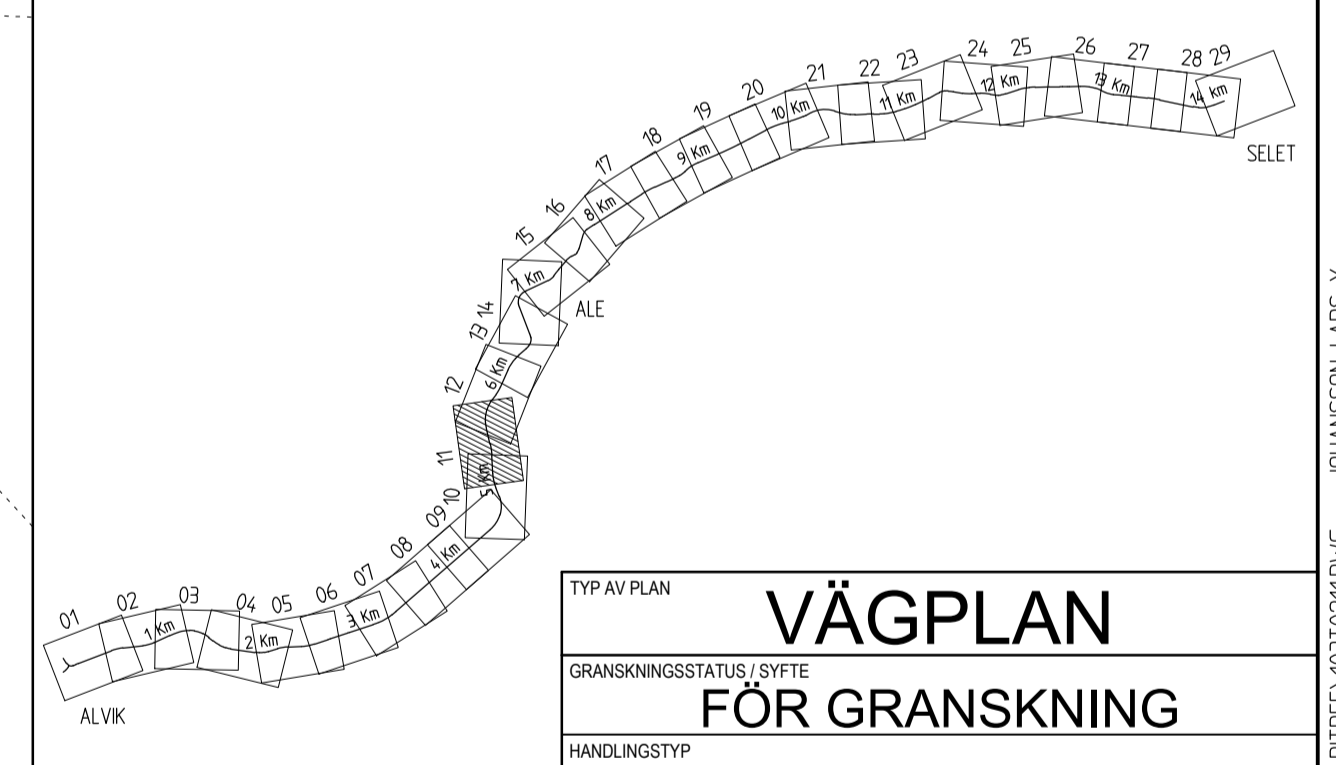 01
02
03
04
05
06
07
08
09
10
11
12
13
14
15
16
17
18
19
20
21
22
23
24
25
26
27
28
29
1 Km
2 Km
3 Km
4 Km
5 Km
6 Km
7 Km
8 Km
9 Km
10 Km
11 Km
12 Km
13 Km
14 Km
ALVIK
ALE
SELET
TYP AV PLAN
VÄGPLAN
GRANSKNINGSSTATUS / SYFTE
FÖR GRANSKNING
HANDLINGSTYP